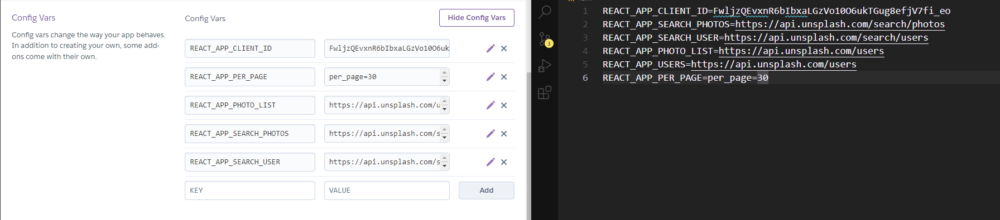 Config Vars
Config vars change the way your app behaves.
In addition to creating your own, some add-
ons come with their own.
Config Vars
Hide Config Vars
REACT_APP_CLIENT_ID
FwljzQEvxnR6bIbxaLGzVo10O6uk
REACT_APP_PER_PAGE
per_page=30
REACT_APP_PHOTO_LIST
https://api.unsplash.com/u
REACT_APP_SEARCH_PHOTOS
https://api.unsplash.com/s
REACT_APP_SEARCH_USER
https://api.unsplash.com/s
KEY
VALUE
Add
3
1 REACT_APP_CLIENT_ID=FwljzQEvxnR6bIbxaLGzVo10O6ukTGug8efjV7fi_eo
2 REACT_APP_SEARCH_PHOTOS=https://api.unsplash.com/search/photos
3 REACT_APP_SEARCH_USER=https://api.unsplash.com/search/users
4 REACT_APP_PHOTO_LIST=https://api.unsplash.com/users
5 REACT_APP_USERS=https://api.unsplash.com/users
6 REACT_APP_PER_PAGE=per_page=30